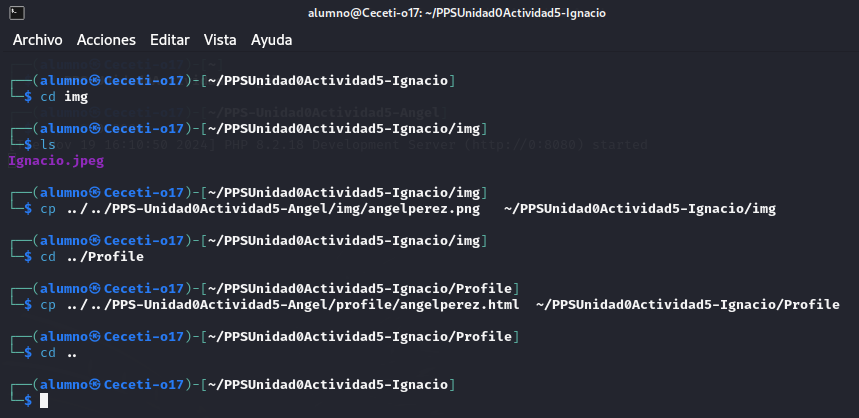 alumno@Ceceti-o17: ~/PPSUnidad0Actividad5-Ignacio
Archivo Acciones Editar Vista Ayuda
┌──(alumno㉿Ceceti-o17)-[~/PPSUnidad0Actividad5-Ignacio]
└─$ cd img
┌──(alumno㉿Ceceti-o17)-[~/PPSUnidad0Actividad5-Ignacio/img]
└─$ ls
Ignacio.jpeg
┌──(alumno㉿Ceceti-o17)-[~/PPSUnidad0Actividad5-Ignacio/img]
└─$ cp ../../PPS-Unidad0Actividad5-Angel/img/angelperez.png ~/PPSUnidad0Actividad5-Ignacio/img
┌──(alumno㉿Ceceti-o17)-[~/PPSUnidad0Actividad5-Ignacio/img]
└─$ cd ../Profile
┌──(alumno㉿Ceceti-o17)-[~/PPSUnidad0Actividad5-Ignacio/Profile]
└─$ cp ../../PPS-Unidad0Actividad5-Angel/profile/angelperez.html ~/PPSUnidad0Actividad5-Ignacio/Profile
┌──(alumno㉿Ceceti-o17)-[~/PPSUnidad0Actividad5-Ignacio/Profile]
└─$ cd ..
┌──(alumno㉿Ceceti-o17)-[~/PPSUnidad0Actividad5-Ignacio]
└─$